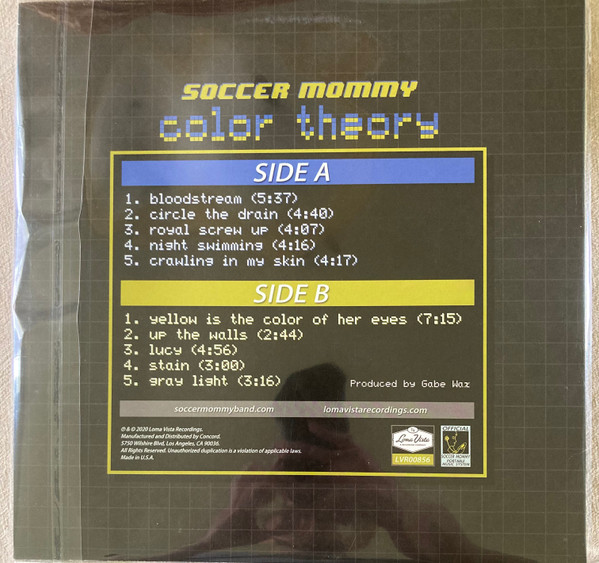 SOCCER MOMMY
color theory
SIDE A
1. bloodstream (5:37)
2. circle the drain (4:40)
3. royal screw up (4:07)
4. night swimming (4:16)
5. crawling in my skin (4:17)
SIDE B
1. yellow is the color of her eyes (7:15)
2. up the walls (2:44)
3. lucy (4:56)
4. stain (3:00)
5. gray light (3:16)
Produced by Gabe Wax
soccermommyband.com lomavistarecordings.com
℗ & © 2020 Loma Vista Recordings.
Manufactured and Distributed by Concord.
5750 Wilshire Blvd, Los Angeles, CA 90036.
All Rights Reserved. Unauthorized duplication is a violation of applicable laws.
Made in U.S.A.
Loma Vista
LVR00856
OFFICIAL
SOCCER MOMMY
PORTABLE
MUSIC SYSTEM